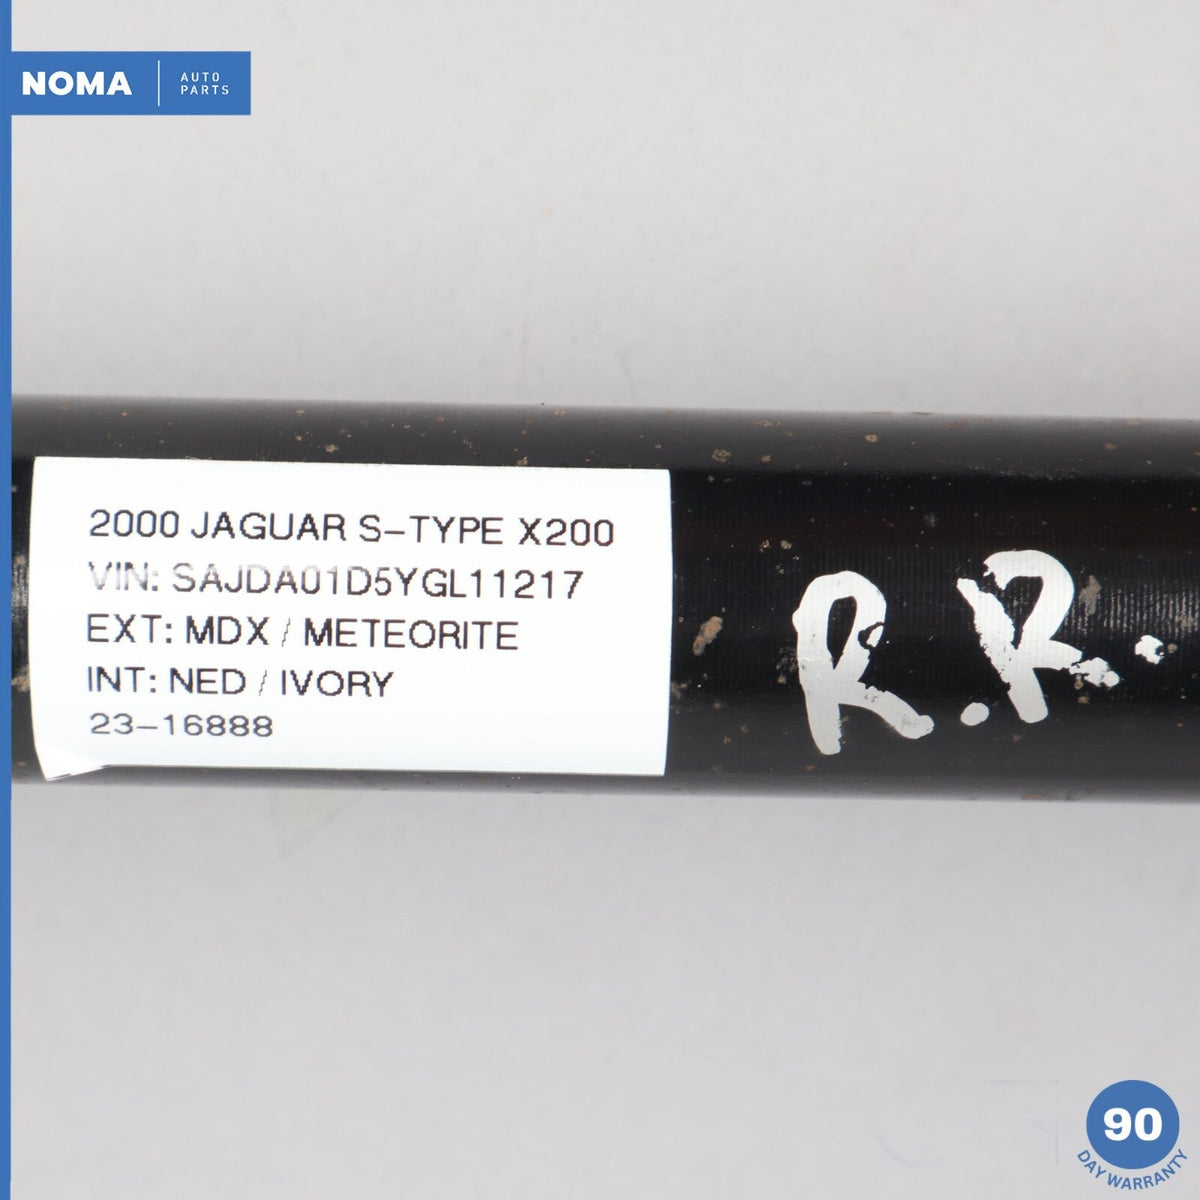 NOMA AUTO PARTS
2000 JAGUAR S-TYPE X200
VIN: SAJDA01D5YGL11217
EXT: MDX / METEORITE
INT: NED / IVORY
23-16888
R.R.
90
DAY WARRANTY